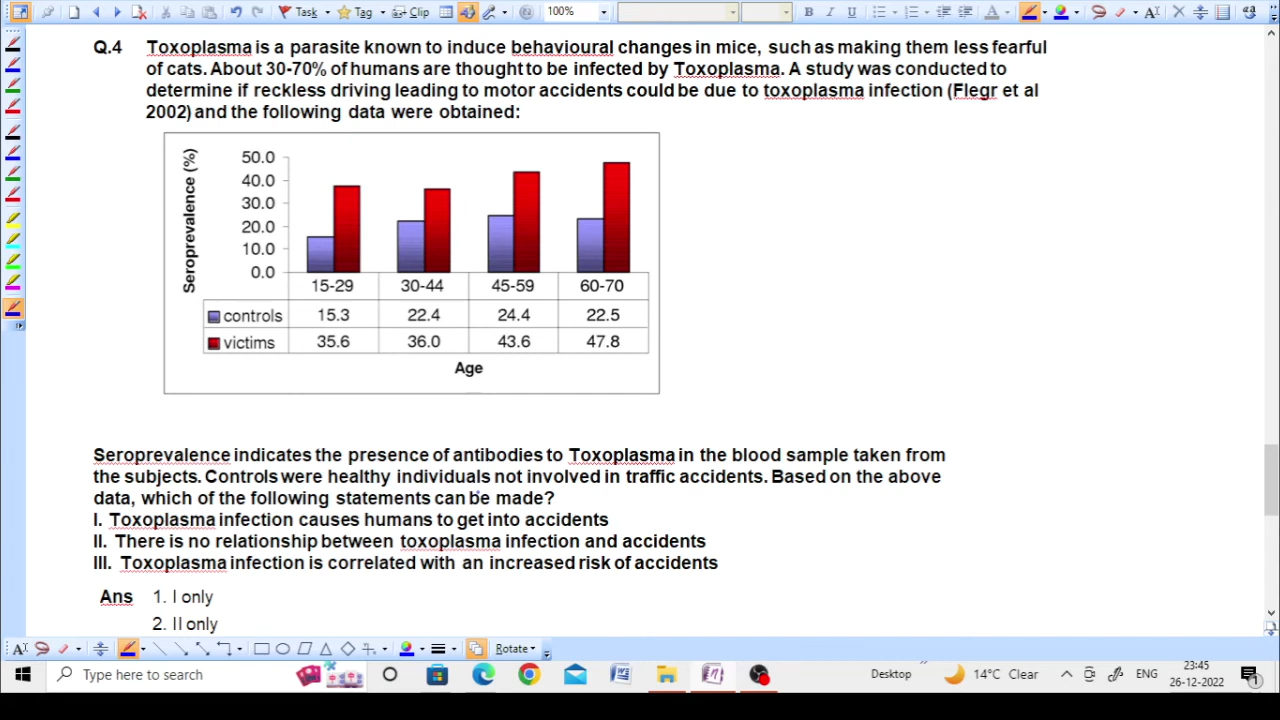 Task
Tag
Clip
100%
B I U
Q.4 Toxoplasma is a parasite known to induce behavioural changes in mice, such as making them less fearful
of cats. About 30-70% of humans are thought to be infected by Toxoplasma. A study was conducted to
determine if reckless driving leading to motor accidents could be due to toxoplasma infection (Flegr et al
2002) and the following data were obtained:
Seroprevalence (%)
50.0
40.0
30.0
20.0
10.0
0.0
15-29 30-44 45-59 60-70
controls 15.3 22.4 24.4 22.5
victims 35.6 36.0 43.6 47.8
Age
Seroprevalence indicates the presence of antibodies to Toxoplasma in the blood sample taken from
the subjects. Controls were healthy individuals not involved in traffic accidents. Based on the above
data, which of the following statements can be made?
I. Toxoplasma infection causes humans to get into accidents
II. There is no relationship between toxoplasma infection and accidents
III. Toxoplasma infection is correlated with an increased risk of accidents
Ans 1. I only
2. II only
Rotate
Type here to search
Desktop
14°C Clear
ENG
23:45
26-12-2022